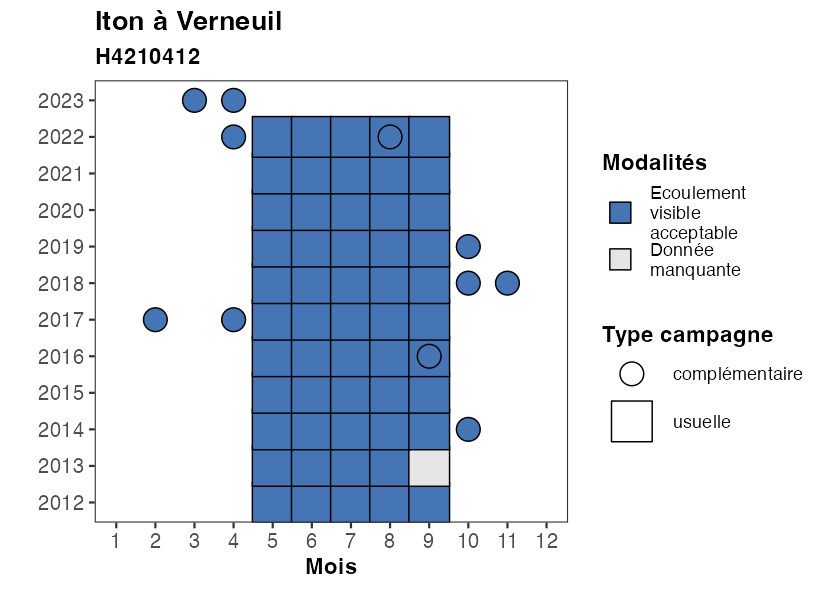 Iton à Verneuil
H4210412
2023
2022
2021
2020
2019
2018
2017
2016
2015
2014
2013
2012
1 2 3 4 5 6 7 8 9 10 11 12
Mois
Modalités
Ecoulement
visible
acceptable
Donnée
manquante
Type campagne
complémentaire
usuelle